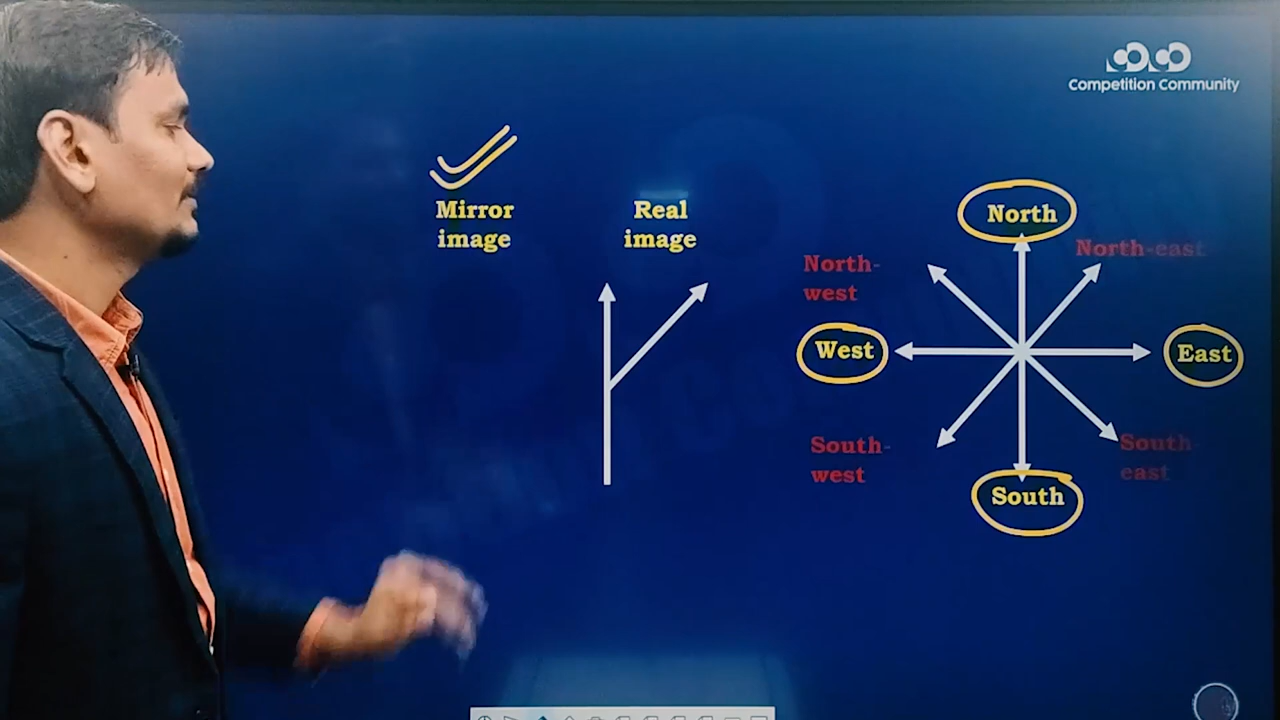 Competition Community
Mirror
image
Real
image
North
North-east
North-
west
West
East
South-
west
South-
east
South